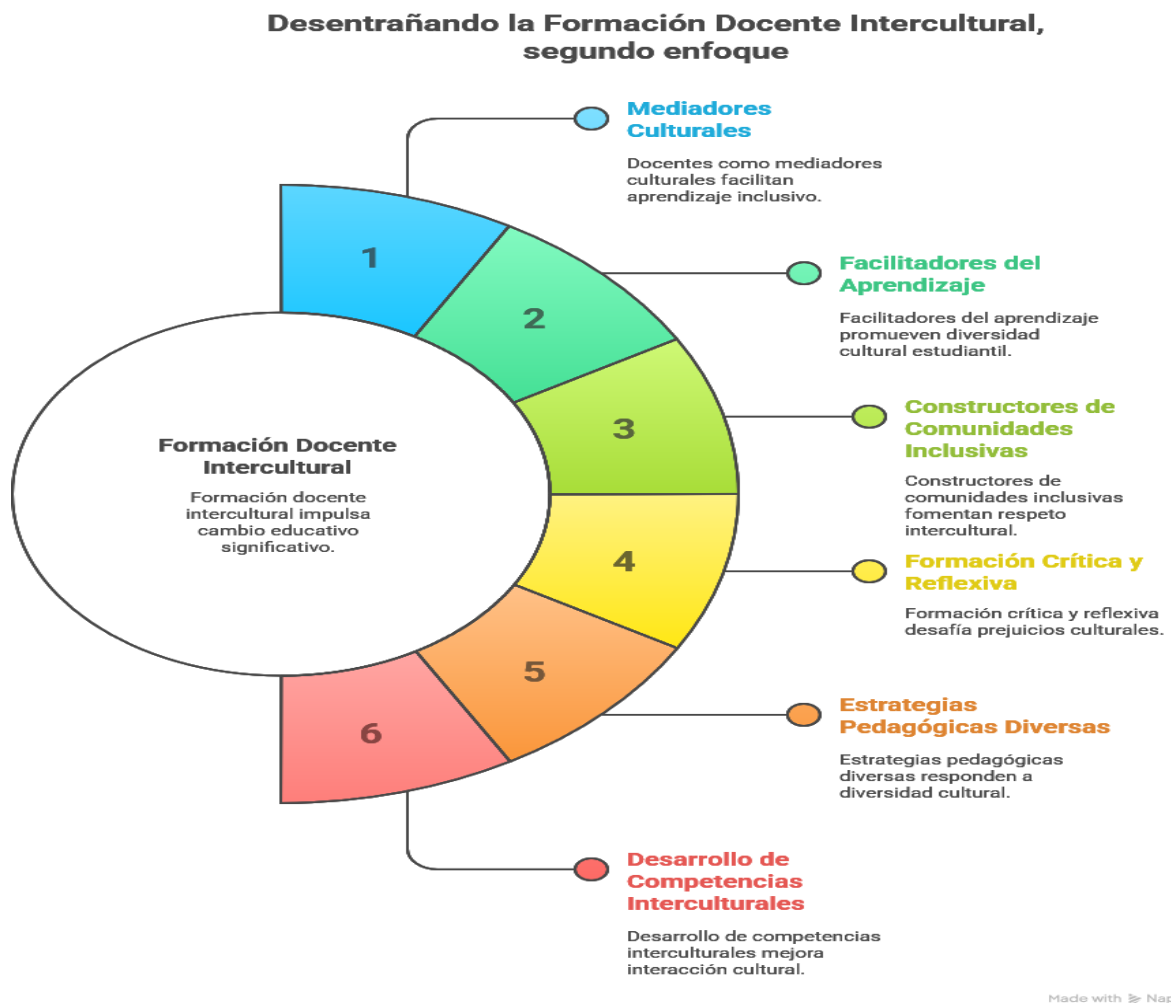 Desentrañando la Formación Docente Intercultural,
segundo enfoque
Mediadores
Culturales
Docentes como mediadores
culturales facilitan
aprendizaje inclusivo.
1
Facilitadores del
Aprendizaje
Facilitadores del aprendizaje
promueven diversidad
cultural estudiantil.
2
Constructores de
Comunidades
Inclusivas
Constructores de
comunidades inclusivas
fomentan respeto
intercultural.
3
Formación Docente
Intercultural
Formación docente
intercultural impulsa
cambio educativo
significativo.
4
Formación Crítica y
Reflexiva
Formación crítica y reflexiva
desafía prejuicios culturales.
5
Estrategias
Pedagógicas Diversas
Estrategias pedagógicas
diversas responden a
diversidad cultural.
6
Desarrollo de
Competencias
Interculturales
Desarrollo de competencias
interculturales mejora
interacción cultural.
Made with Nap